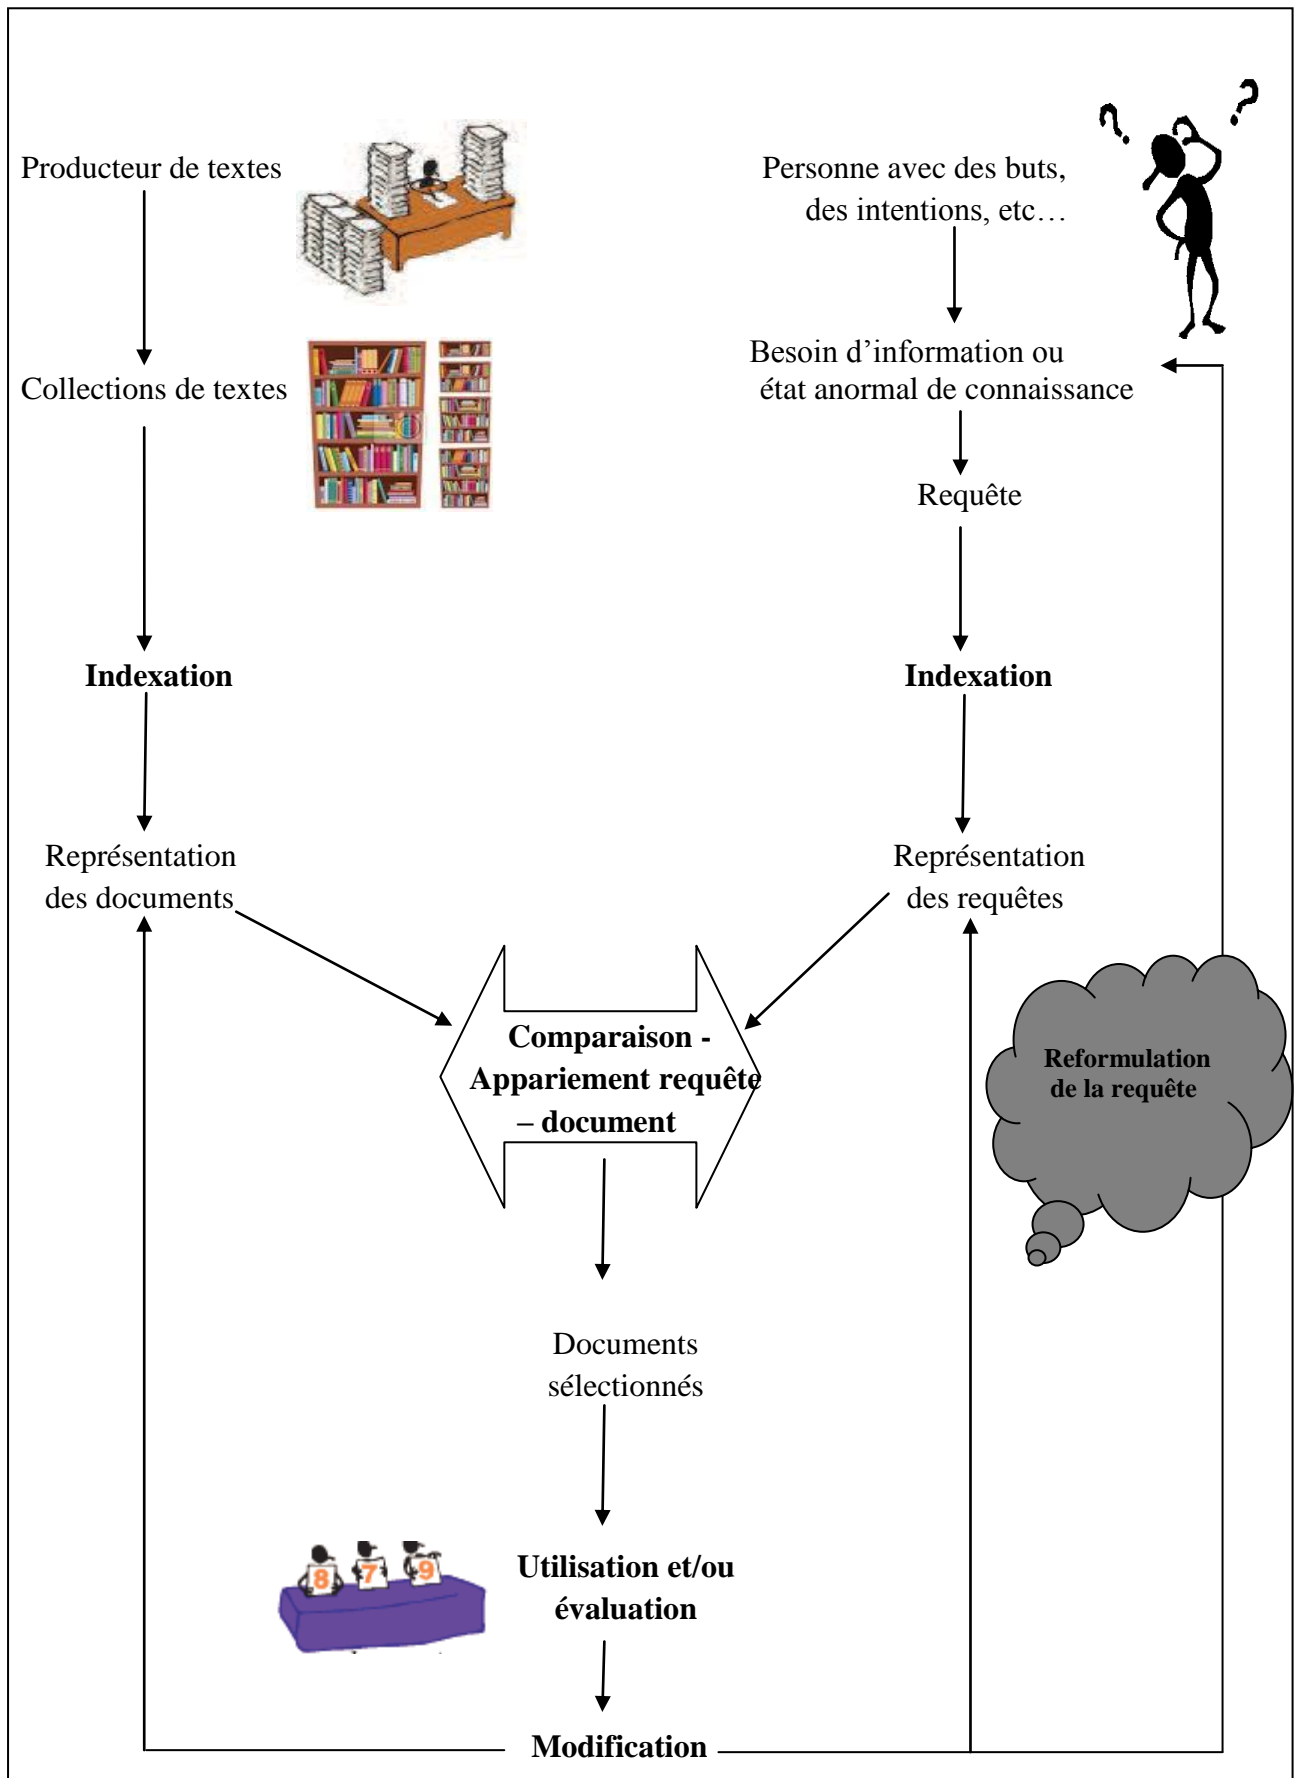 Producteur de textes
Personne avec des buts,
des intentions, etc…
? ?
Collections de textes
Besoin d’information ou
état anormal de connaissance
Requête
Indexation
Indexation
Représentation
des documents
Représentation
des requêtes
Comparaison -
Appariement requête
– document
Reformulation
de la requête
Documents
sélectionnés
8 7 9
Utilisation et/ou
évaluation
Modification